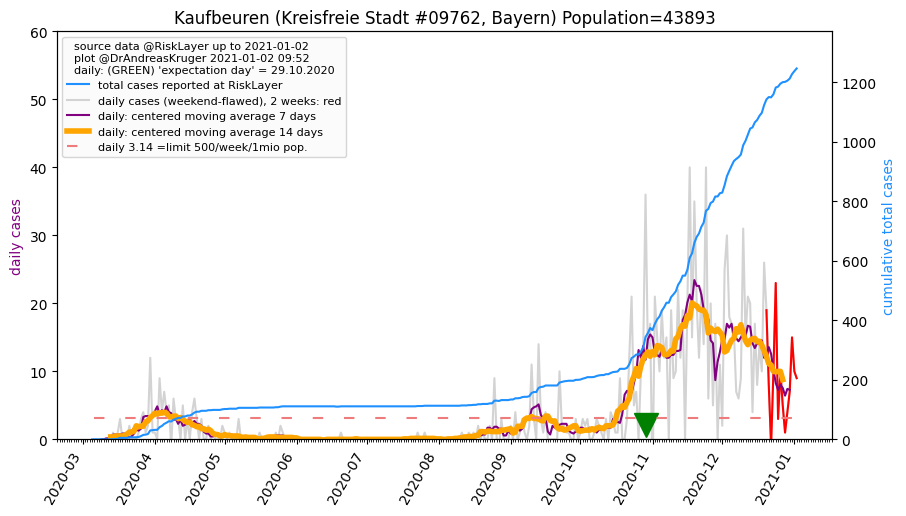 Kaufbeuren (Kreisfreie Stadt #09762, Bayern) Population=43893
source data @RiskLayer up to 2021-01-02
plot @DrAndreasKruger 2021-01-02 09:52
daily: (GREEN) 'expectation day' = 29.10.2020
total cases reported at RiskLayer
daily cases (weekend-flawed), 2 weeks: red
daily: centered moving average 7 days
daily: centered moving average 14 days
daily 3.14 =limit 500/week/1mio pop.
daily cases
60
50
40
30
20
10
0
cumulative total cases
1200
1000
800
600
400
200
0
2020-03
2020-04
2020-05
2020-06
2020-07
2020-08
2020-09
2020-10
2020-11
2020-12
2021-01